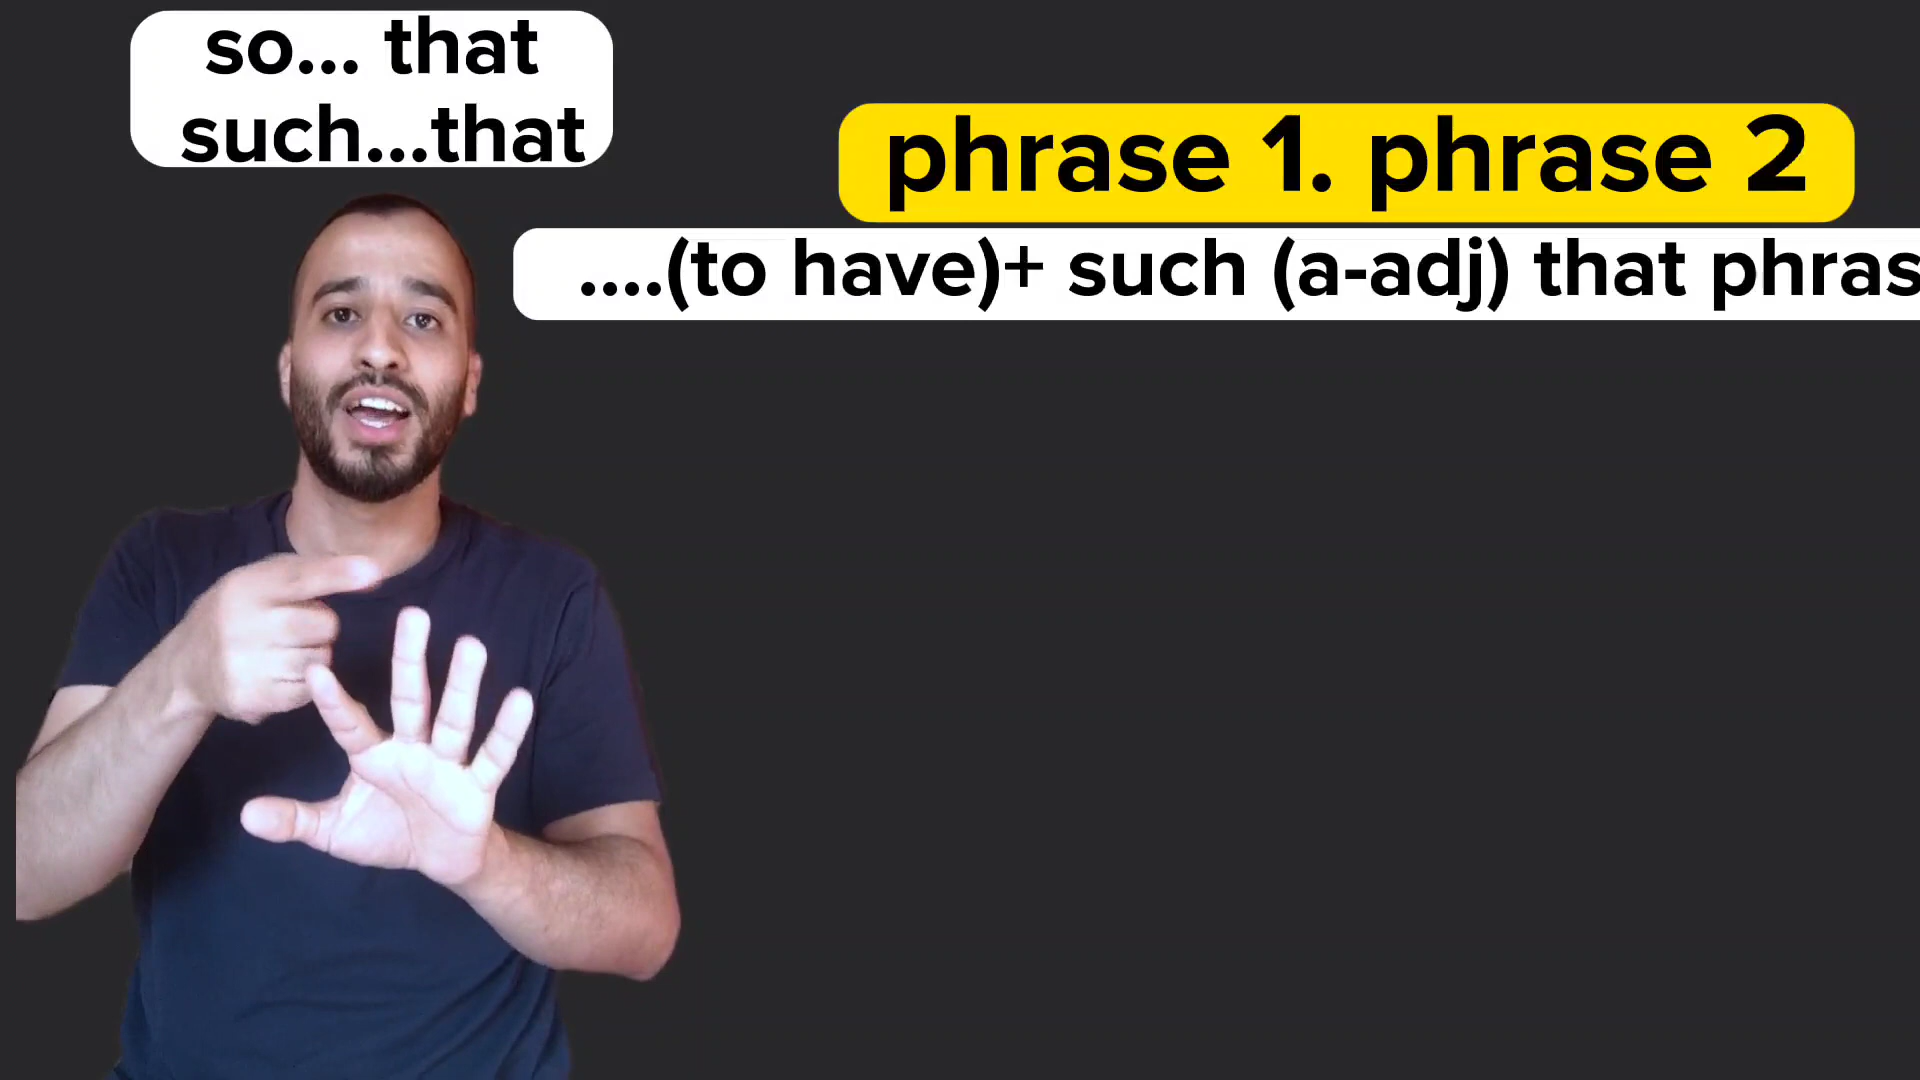 so... that
such...that
phrase 1. phrase 2
....(to have)+ such (a-adj) that phras